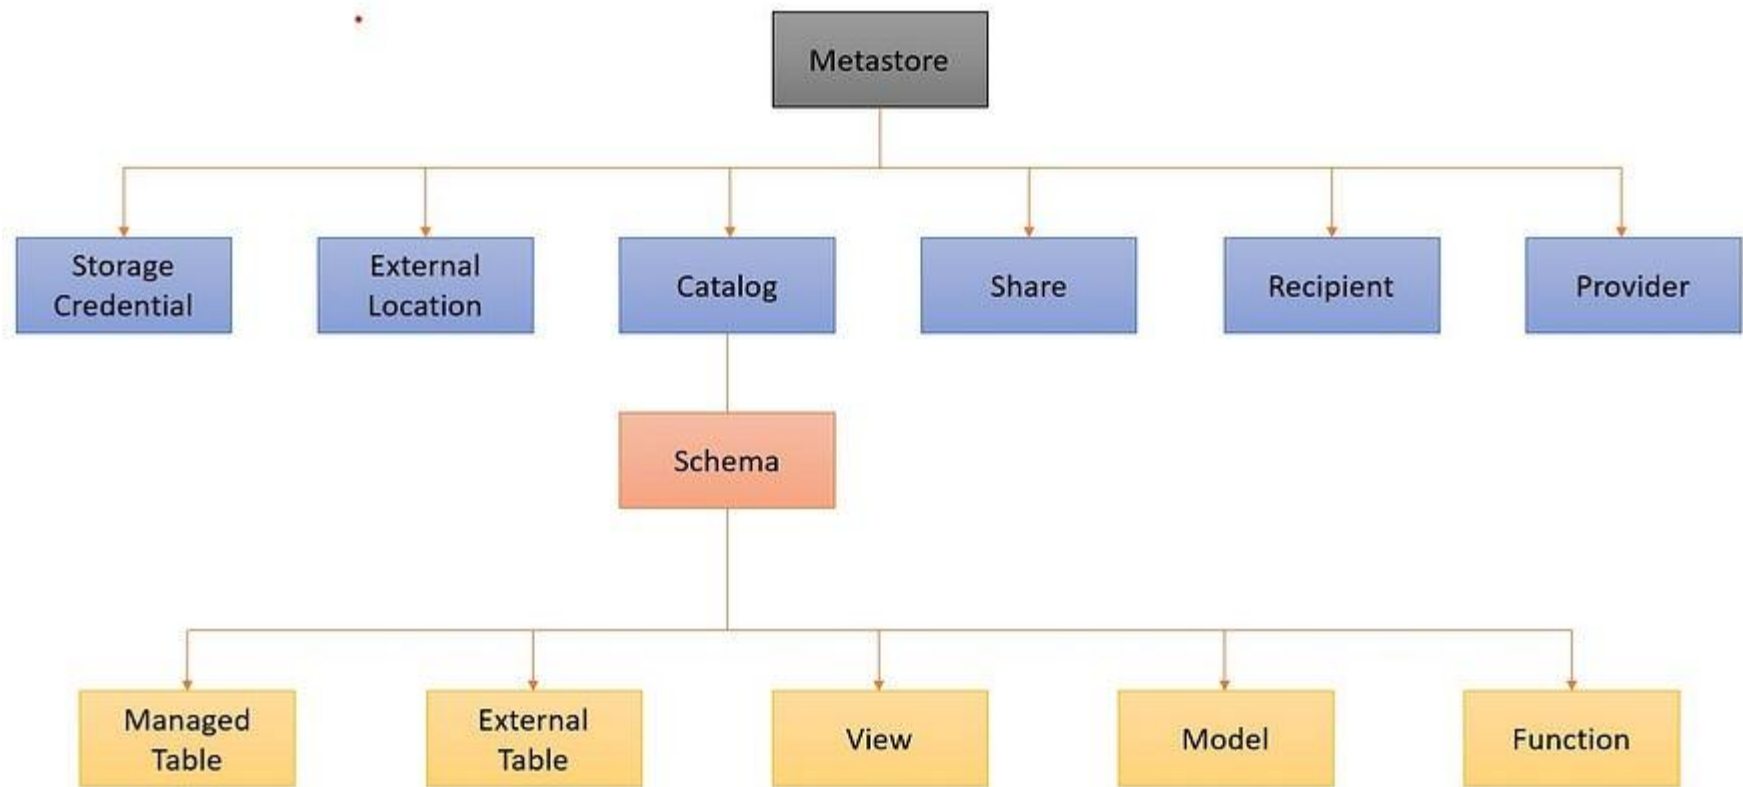 Metastore
Storage
Credential
External
Location
Catalog
Share
Recipient
Provider
Schema
Managed
Table
External
Table
View
Model
Function